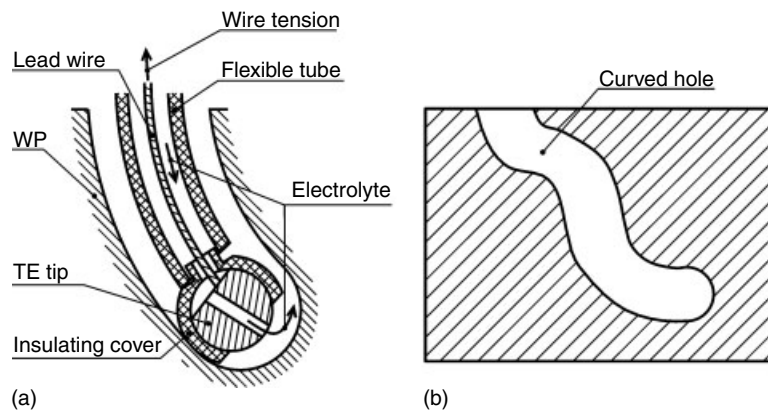 Wire tension
Lead wire
Flexible tube
Curved hole
WP
Electrolyte
TE tip
Insulating cover
(a)
(b)